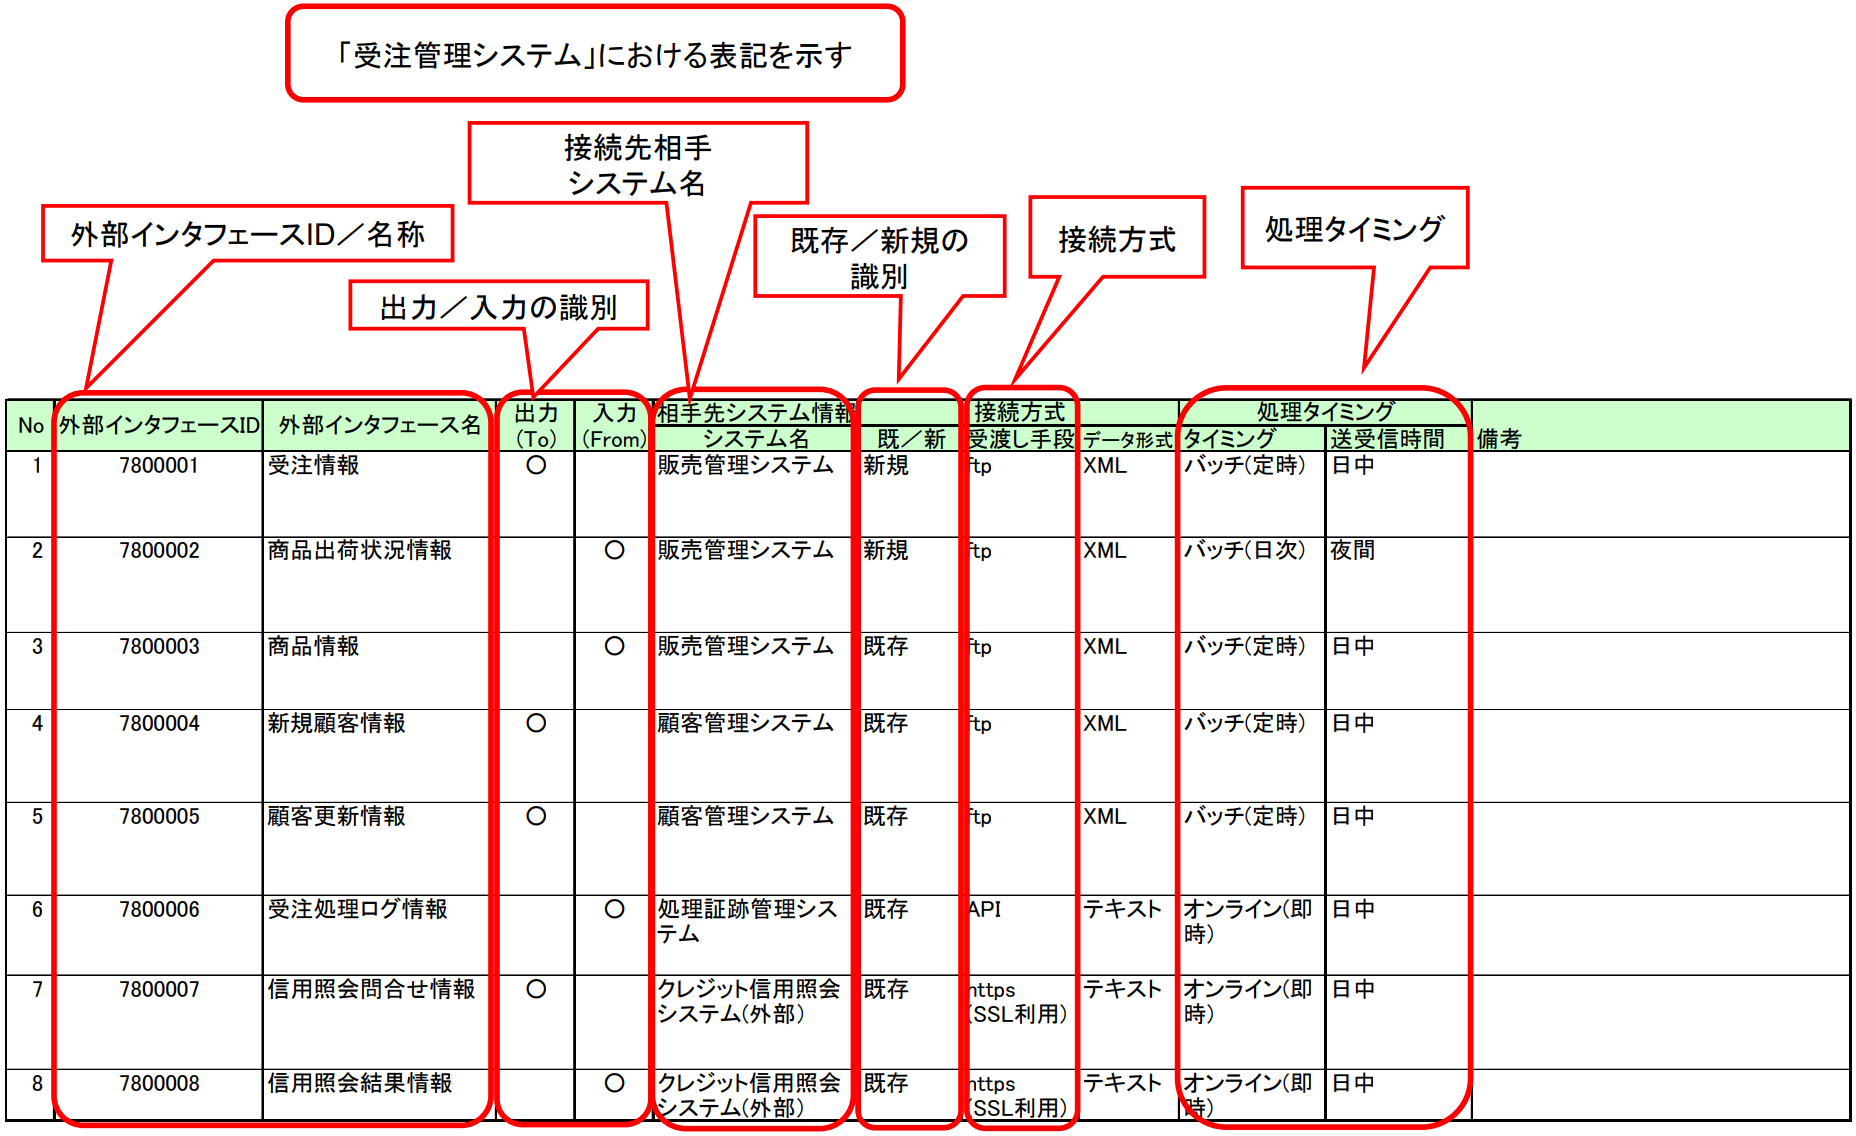 「受注管理システム」における表記を示す
接続先相手
システム名
外部インタフェースID／名称
出力／入力の識別
既存／新規の
識別
接続方式
処理タイミング
No 外部インタフェースID 外部インタフェース名 出力 (To) 入力 (From) 相手先システム情報 接続方式 処理タイミング 備考
システム名 既／新 受渡し手段 データ形式 タイミング 送受信時間
1 7800001 受注情報 ○ 販売管理システム 新規 ftp XML バッチ(定時) 日中
2 7800002 商品出荷状況情報 ○ 販売管理システム 新規 ftp XML バッチ(日次) 夜間
3 7800003 商品情報 ○ 販売管理システム 既存 ftp XML バッチ(定時) 日中
4 7800004 新規顧客情報 ○ 顧客管理システム 既存 ftp XML バッチ(定時) 日中
5 7800005 顧客更新情報 ○ 顧客管理システム 既存 ftp XML バッチ(定時) 日中
6 7800006 受注処理ログ情報 ○ 処理証跡管理シス 既存 API テキスト オンライン(即 日中
テム 時)
7 7800007 信用照会問合せ情報 ○ クレジット信用照会 既存 https テキスト オンライン(即 日中
システム(外部) (SSL利用) 時)
8 7800008 信用照会結果情報 ○ クレジット信用照会 既存 https テキスト オンライン(即 日中
システム(外部) (SSL利用) 時)